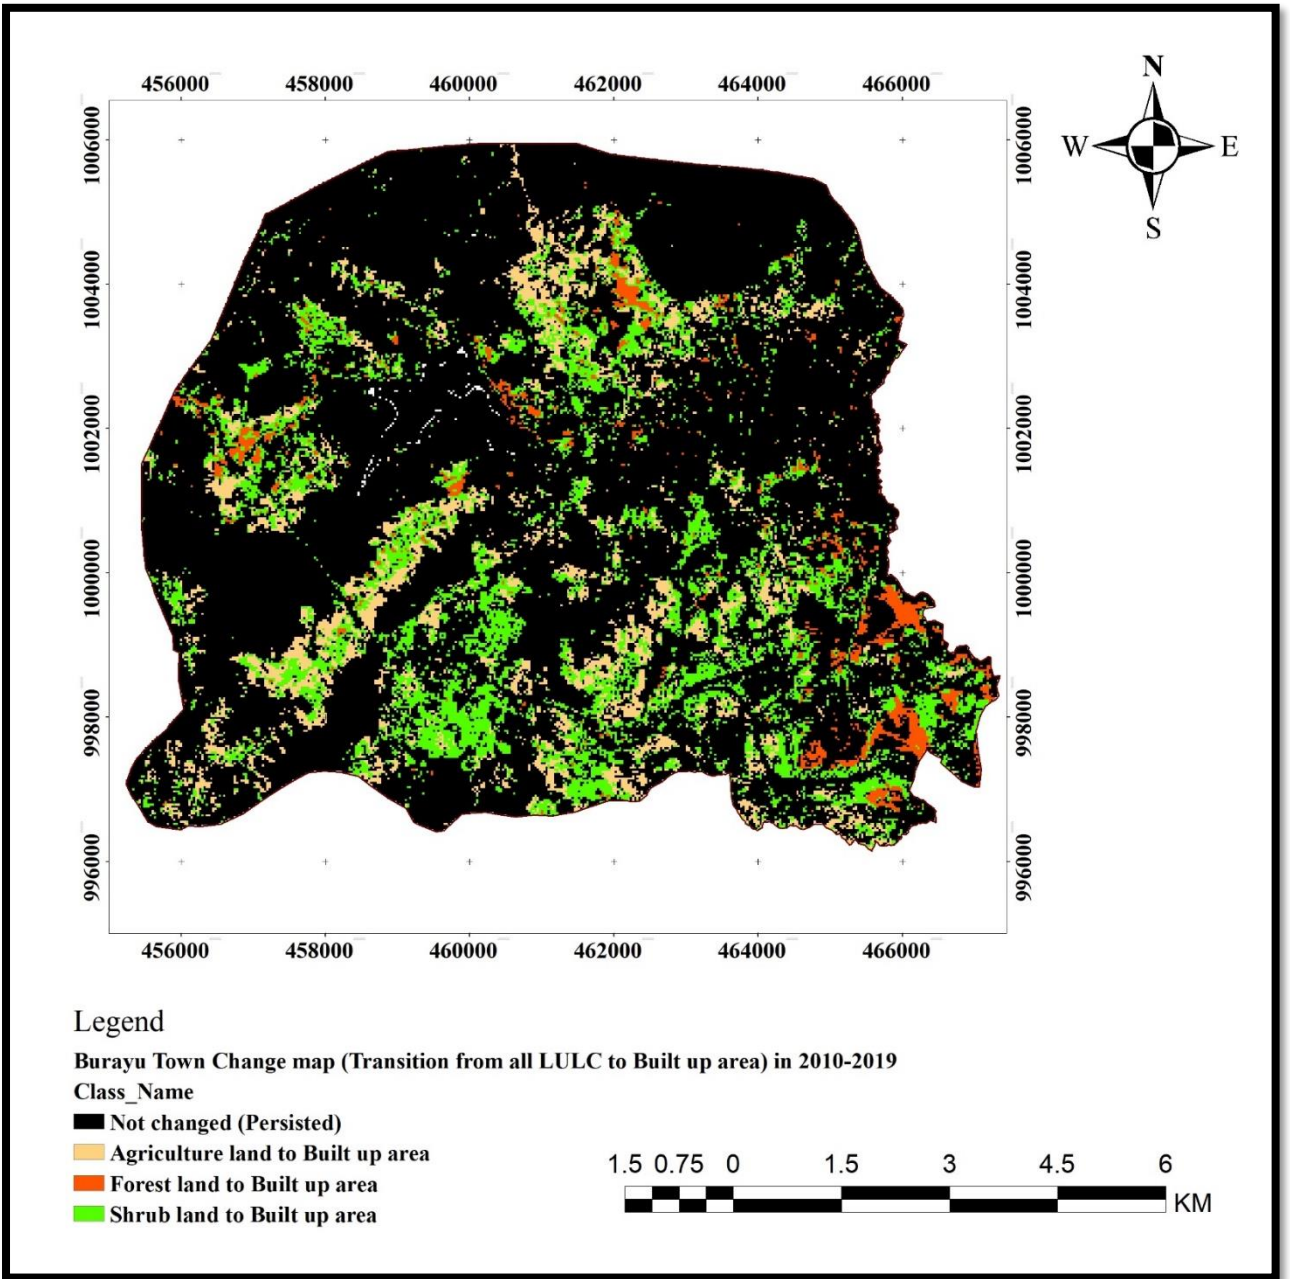 N
456000 458000 460000 462000 464000 466000
W E
S
1006000 1006000
1004000 1004000
1002000 1002000
1000000 1000000
998000 998000
996000 996000
456000 458000 460000 462000 464000 466000
Legend
Burayu Town Change map (Transition from all LULC to Built up area) in 2010-2019
Class_Name
Not changed (Persisted)
Agriculture land to Built up area
Forest land to Built up area
Shrub land to Built up area
1.5 0.75 0 1.5 3 4.5 6
KM